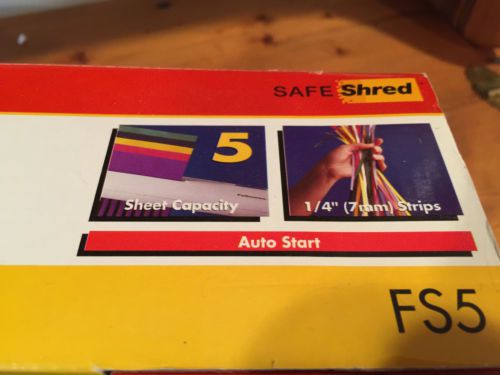 SAFE Shred
5
Sheet Capacity
1/4" (7mm) Strips
Auto Start
FS5